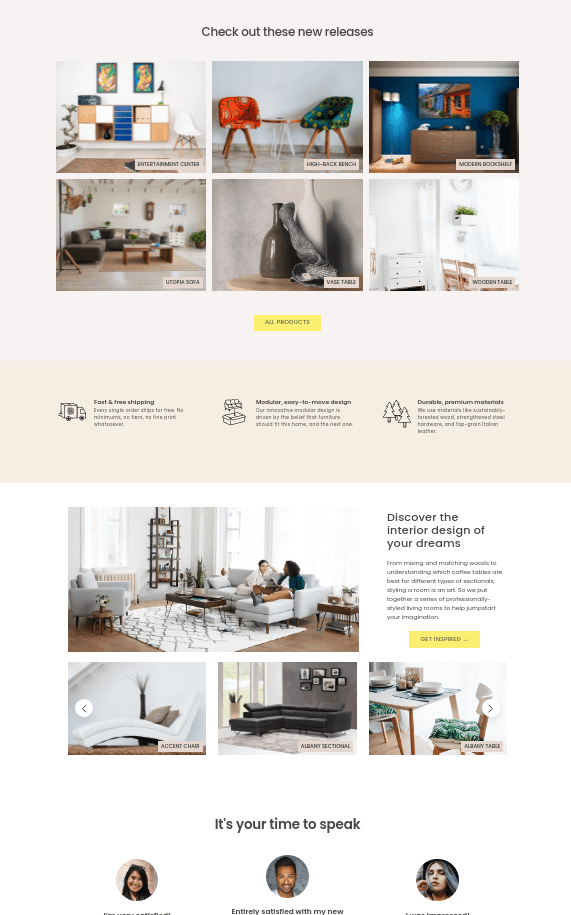 Check out these new releases
ENTERTAINMENT CENTER
HIGH-BACK BENCH
MODERN BOOKSHELF
UTOPIA SOFA
VASE TABLE
WOODEN TABLE
ALL PRODUCTS
Fast & free shipping
Every single order ships for free. No
minimums, no tiers, no fine print
whatsoever.
Modular, easy-to-move design
Our innovative modular design is
driven by the belief that furniture
should fit this home, and the next one.
Durable, premium materials
We use materials like sustainably-
forested wood, strengthened steel
hardware, and top-grain Italian
leather.
Discover the
interior design of
your dreams
From mixing and matching woods to
understanding which coffee tables are
best for different types of sectionals,
styling a room is an art. So we put
together a series of professionally-
styled living rooms to help jumpstart
your imagination.
GET INSPIRED →
ACCENT CHAIR
ALBANY SECTIONAL
ALBANY TABLE
It's your time to speak
I'm very satisfied!
Entirely satisfied with my new
I was impressed!